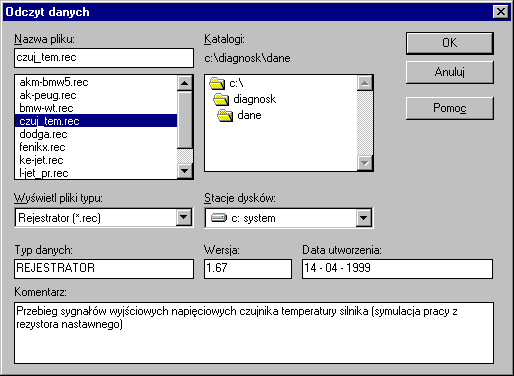 Odczyt danych
Nazwa pliku:
czuj_tem.rec
akm-bmw5.rec
ak-peug.rec
bmw-wt.rec
czuj_tem.rec
dodga.rec
fenikx.rec
ke-jet.rec
l-jet_pr.rec
Katalogi:
c:\diagnosk\dane
c:\
diagnosk
dane
OK
Anuluj
Pomoc
Wyświetl pliki typu:
Rejestrator (*.rec)
Stacje dysków:
c: system
Typ danych:
REJESTRATOR
Wersja:
1.67
Data utworzenia:
14 - 04 - 1999
Komentarz:
Przebieg sygnałów wyjściowych napięciowych czujnika temperatury silnika (symulacja pracy z
rezystora nastawnego)